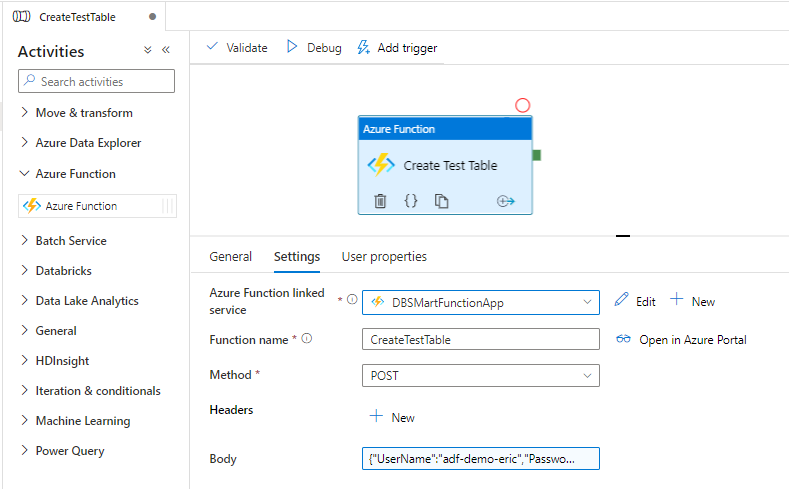 CreateTestTable
Activities
Search activities
Move & transform
Azure Data Explorer
Azure Function
Azure Function
Batch Service
Databricks
Data Lake Analytics
General
HDInsight
Iteration & conditionals
Machine Learning
Power Query
Validate
Debug
Add trigger
Azure Function
Create Test Table
{}
General
Settings
User properties
Azure Function linked
service *
DBSMartFunctionApp
Edit
New
Function name *
CreateTestTable
Open in Azure Portal
Method *
POST
Headers
New
Body
{"UserName":"adf-demo-eric","Passwo...